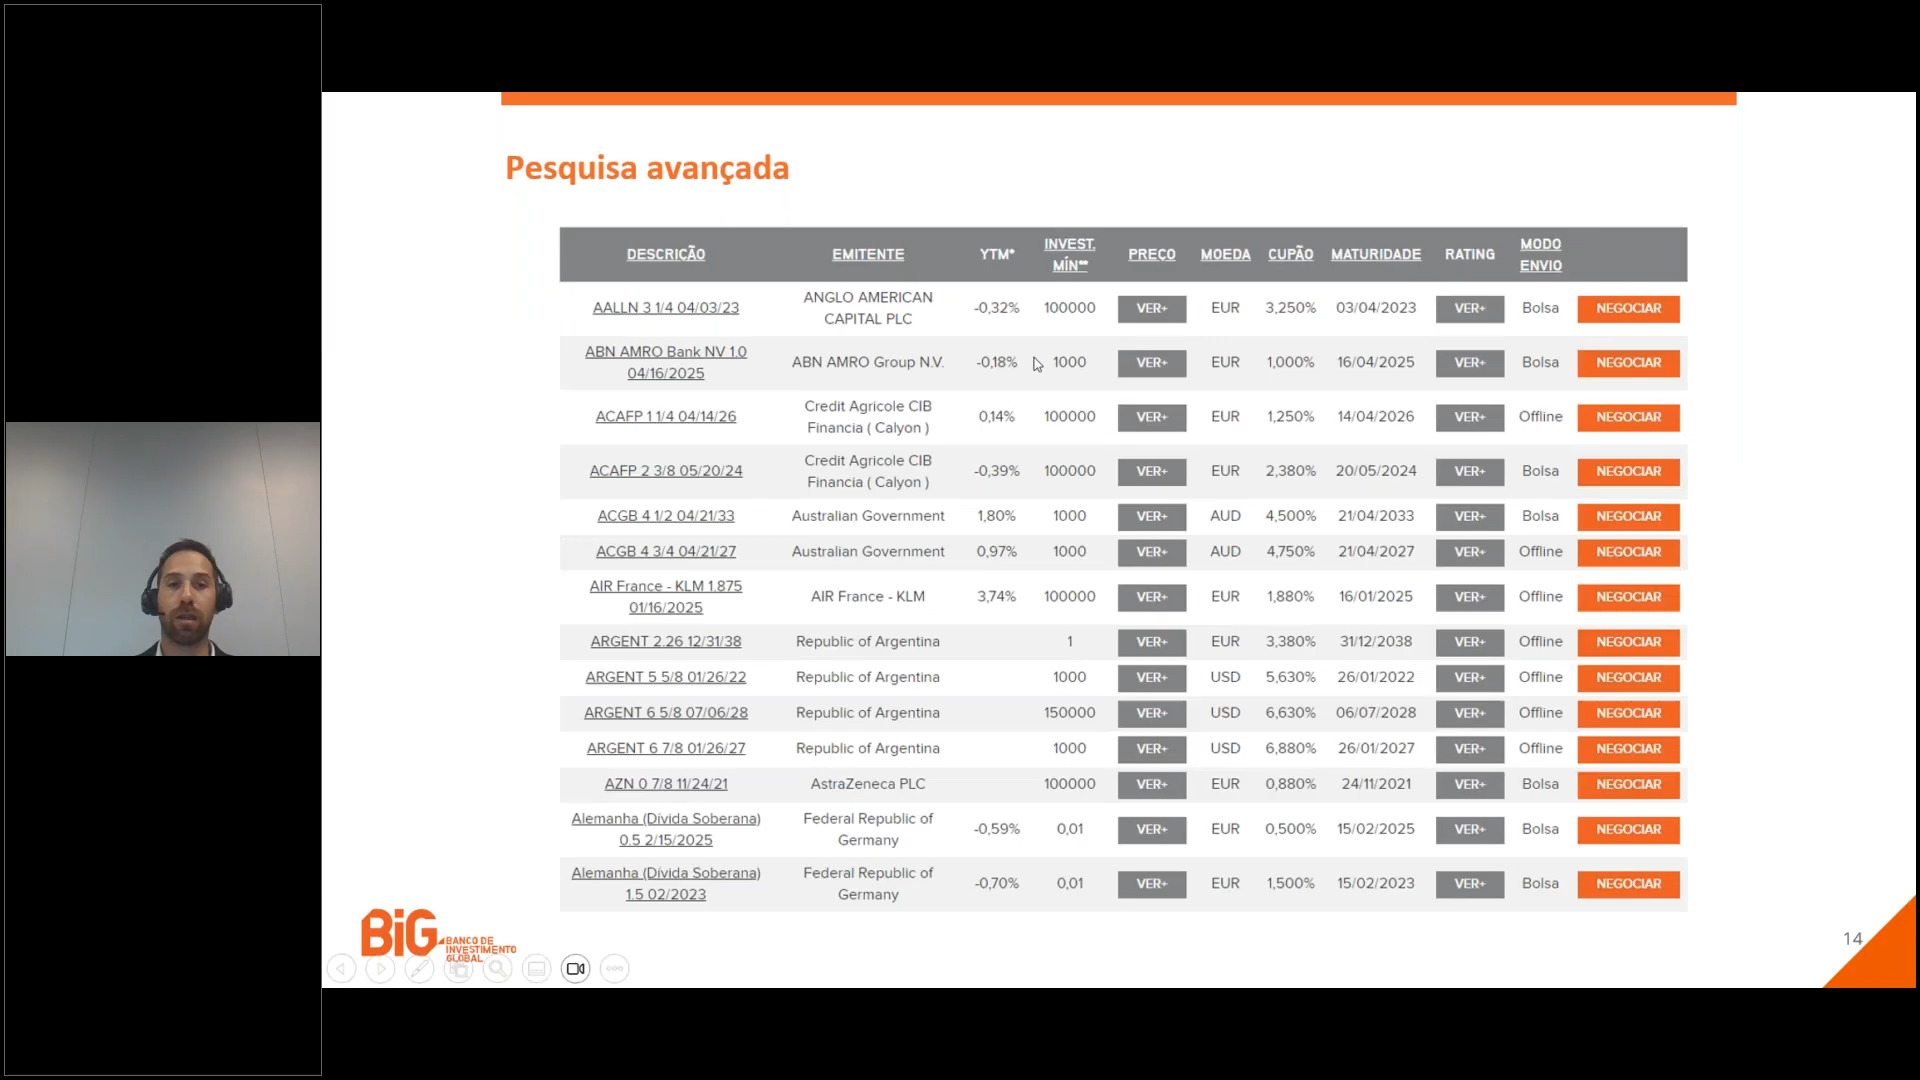 Pesquisa avançada
DESCRIÇÃO EMITENTE YTM* INVEST. MÍN** PREÇO MOEDA CUPÃO MATURIDADE RATING MODO ENVIO
AALLN 3 1/4 04/03/23 ANGLO AMERICAN CAPITAL PLC -0,32% 100000 VER+ EUR 3,250% 03/04/2023 VER+ Bolsa NEGOCIAR
ABN AMRO Bank NV 1.0 04/16/2025 ABN AMRO Group N.V. -0,18% 1000 VER+ EUR 1,000% 16/04/2025 VER+ Bolsa NEGOCIAR
ACAFP 1 1/4 04/14/26 Credit Agricole CIB Financia ( Calyon ) 0,14% 100000 VER+ EUR 1,250% 14/04/2026 VER+ Offline NEGOCIAR
ACAFP 2 3/8 05/20/24 Credit Agricole CIB Financia ( Calyon ) -0,39% 100000 VER+ EUR 2,380% 20/05/2024 VER+ Bolsa NEGOCIAR
ACGB 4 1/2 04/21/33 Australian Government 1,80% 1000 VER+ AUD 4,500% 21/04/2033 VER+ Bolsa NEGOCIAR
ACGB 4 3/4 04/21/27 Australian Government 0,97% 1000 VER+ AUD 4,750% 21/04/2027 VER+ Offline NEGOCIAR
AIR France - KLM 1.875 01/16/2025 AIR France - KLM 3,74% 100000 VER+ EUR 1,880% 16/01/2025 VER+ Offline NEGOCIAR
ARGENT 2.26 12/31/38 Republic of Argentina 1 VER+ EUR 3,380% 31/12/2038 VER+ Offline NEGOCIAR
ARGENT 5 5/8 01/26/22 Republic of Argentina 1000 VER+ USD 5,630% 26/01/2022 VER+ Offline NEGOCIAR
ARGENT 6 5/8 07/06/28 Republic of Argentina 150000 VER+ USD 6,630% 06/07/2028 VER+ Offline NEGOCIAR
ARGENT 6 7/8 01/26/27 Republic of Argentina 1000 VER+ USD 6,880% 26/01/2027 VER+ Offline NEGOCIAR
AZN 0 7/8 11/24/21 AstraZeneca PLC 100000 VER+ EUR 0,880% 24/11/2021 VER+ Bolsa NEGOCIAR
Alemanha (Dívida Soberana) 0.5 2/15/2025 Federal Republic of Germany -0,59% 0,01 VER+ EUR 0,500% 15/02/2025 VER+ Bolsa NEGOCIAR
Alemanha (Dívida Soberana) 1.5 02/2023 Federal Republic of Germany -0,70% 0,01 VER+ EUR 1,500% 15/02/2023 VER+ Bolsa NEGOCIAR
BiG
BANCO DE
INVESTIMENTO
GLOBAL
14